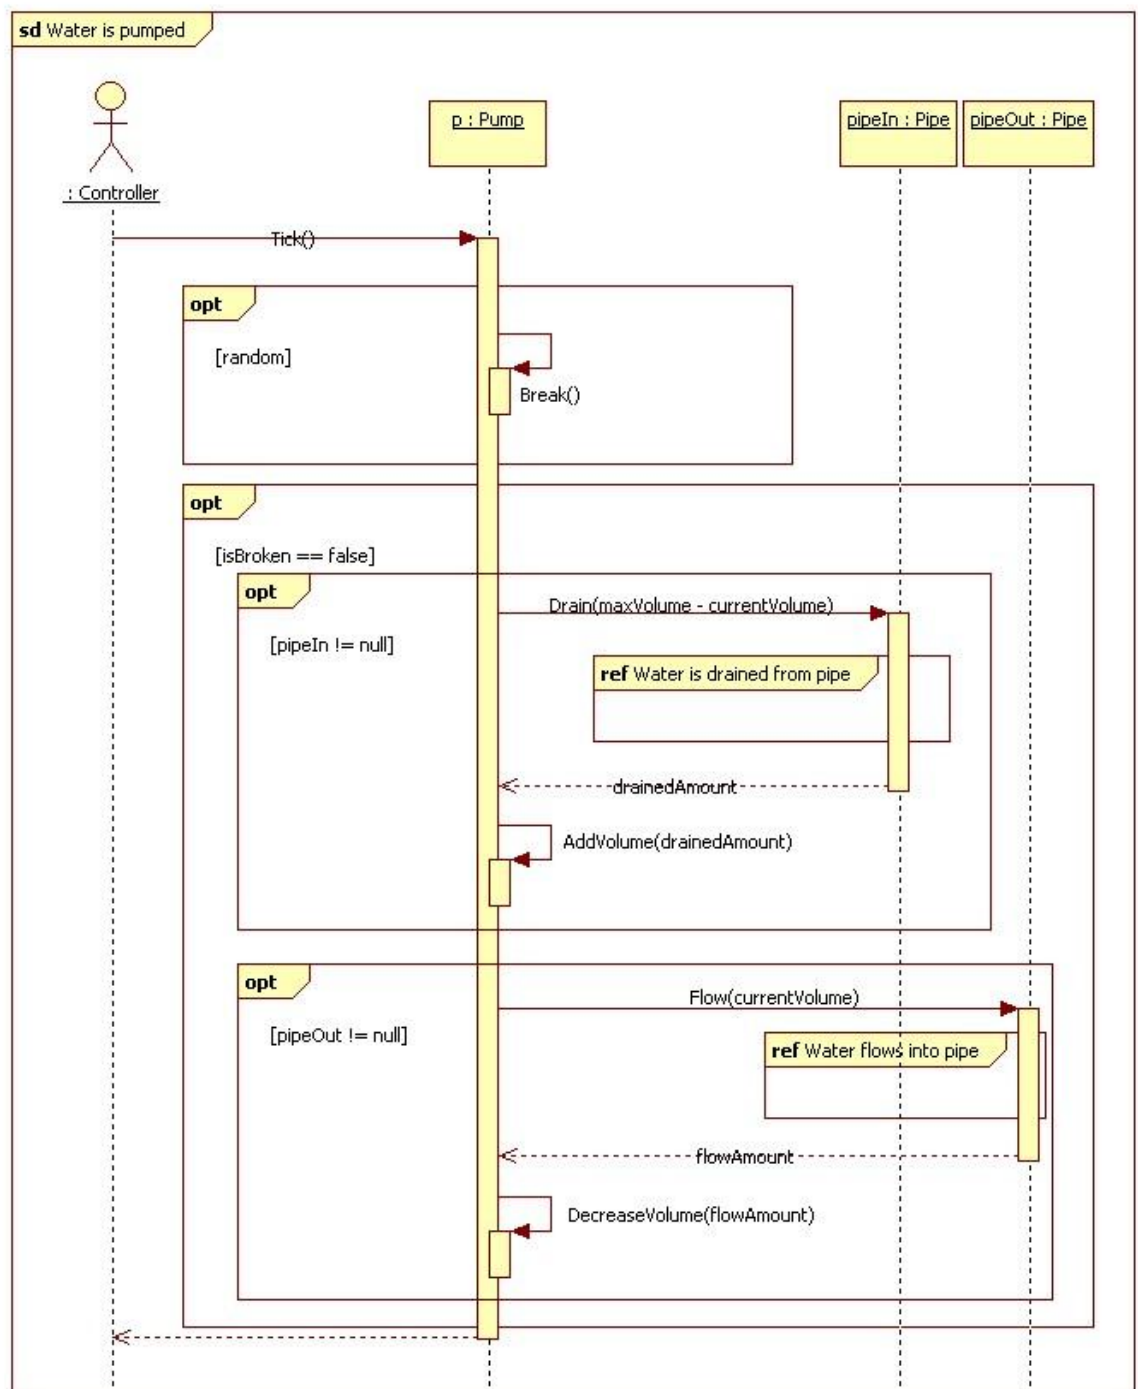 sd Water is pumped
p : Pump
pipeIn : Pipe
pipeOut : Pipe
: Controller
Tick()
opt
[random]
Break()
opt
[isBroken == false]
opt
Drain(maxVolume - currentVolume)
[pipeIn != null]
ref Water is drained from pipe
drainedAmount
AddVolume(drainedAmount)
opt
Flow(currentVolume)
[pipeOut != null]
ref Water flows into pipe
flowAmount
DecreaseVolume(flowAmount)